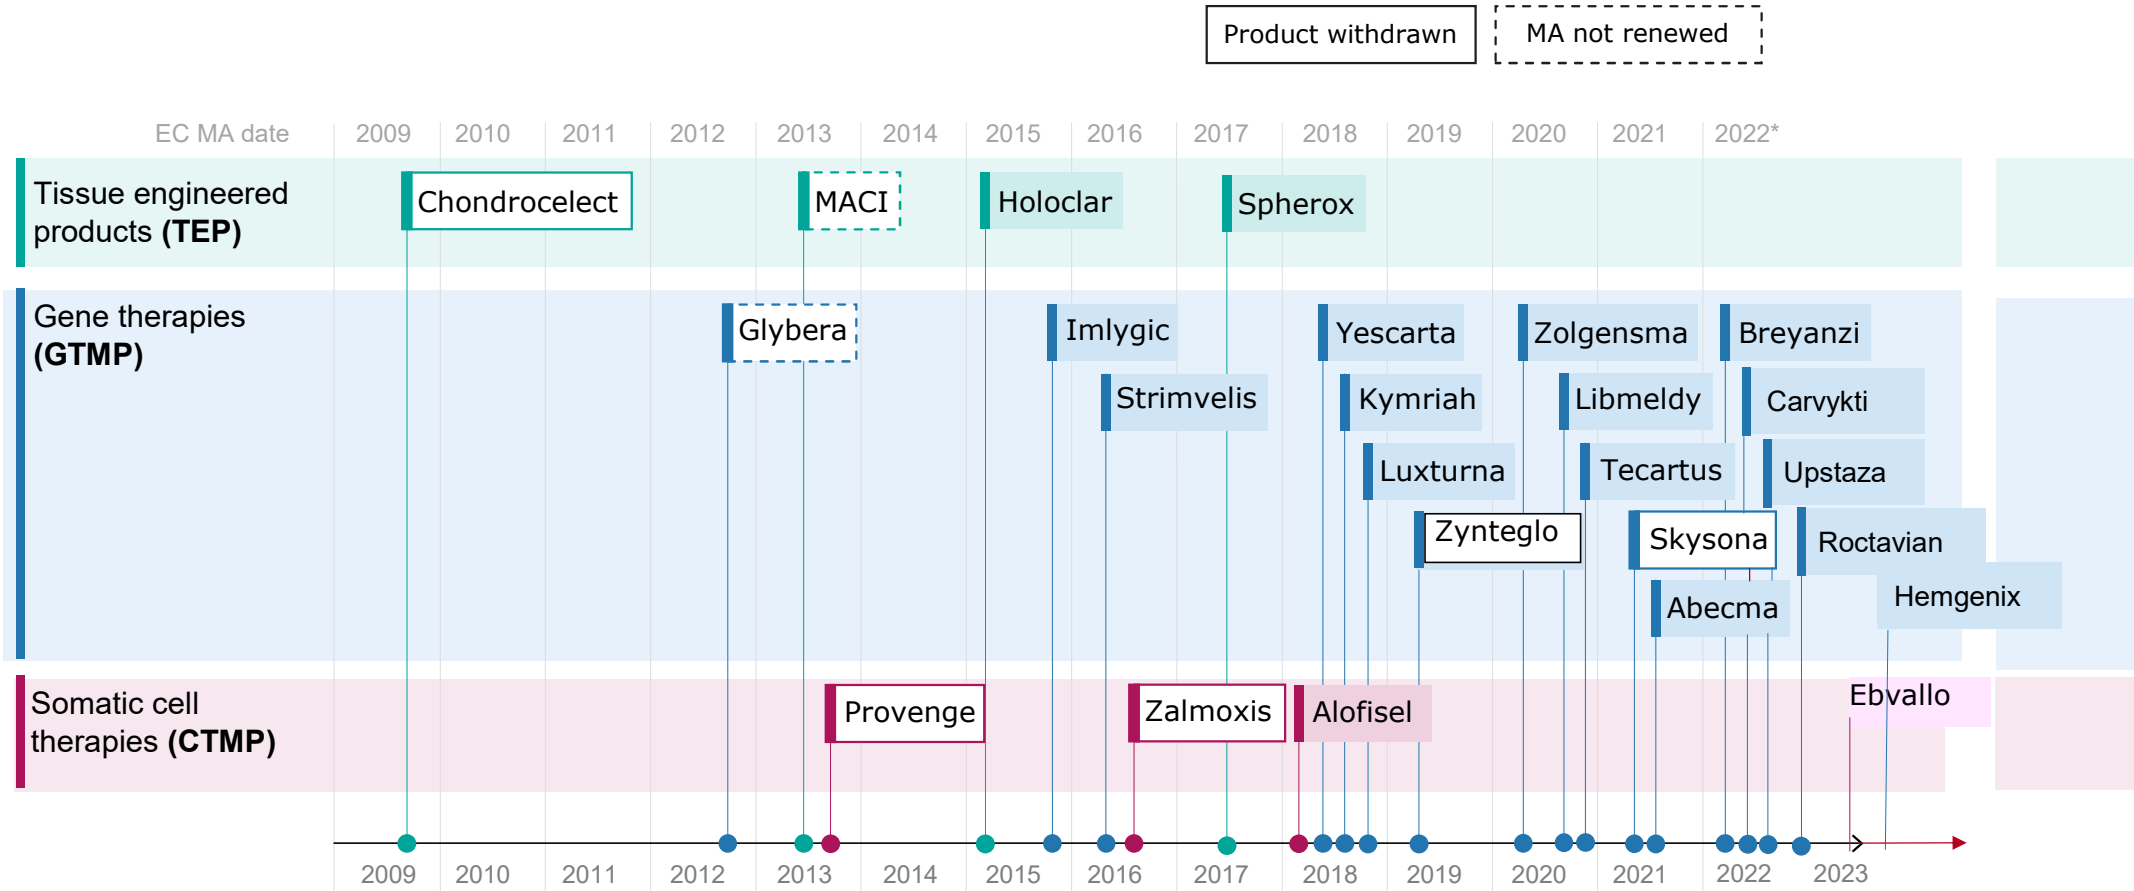 Product withdrawn
MA not renewed
EC MA date 2009 2010 2011 2012 2013 2014 2015 2016 2017 2018 2019 2020 2021 2022*
Tissue engineered
products (TEP)
Chondrocelect
MACI
Holoclar
Spherox
Gene therapies
(GTMP)
Glybera
Imlygic
Yescarta
Zolgensma
Breyanzi
Strimvelis
Kymriah
Libmeldy
Carvykti
Luxturna
Tecartus
Upstaza
Zynteglo
Skysona
Roctavian
Abecma
Hemgenix
Somatic cell
therapies (CTMP)
Provenge
Zalmoxis
Alofisel
Ebvallo
2009 2010 2011 2012 2013 2014 2015 2016 2017 2018 2019 2020 2021 2022 2023